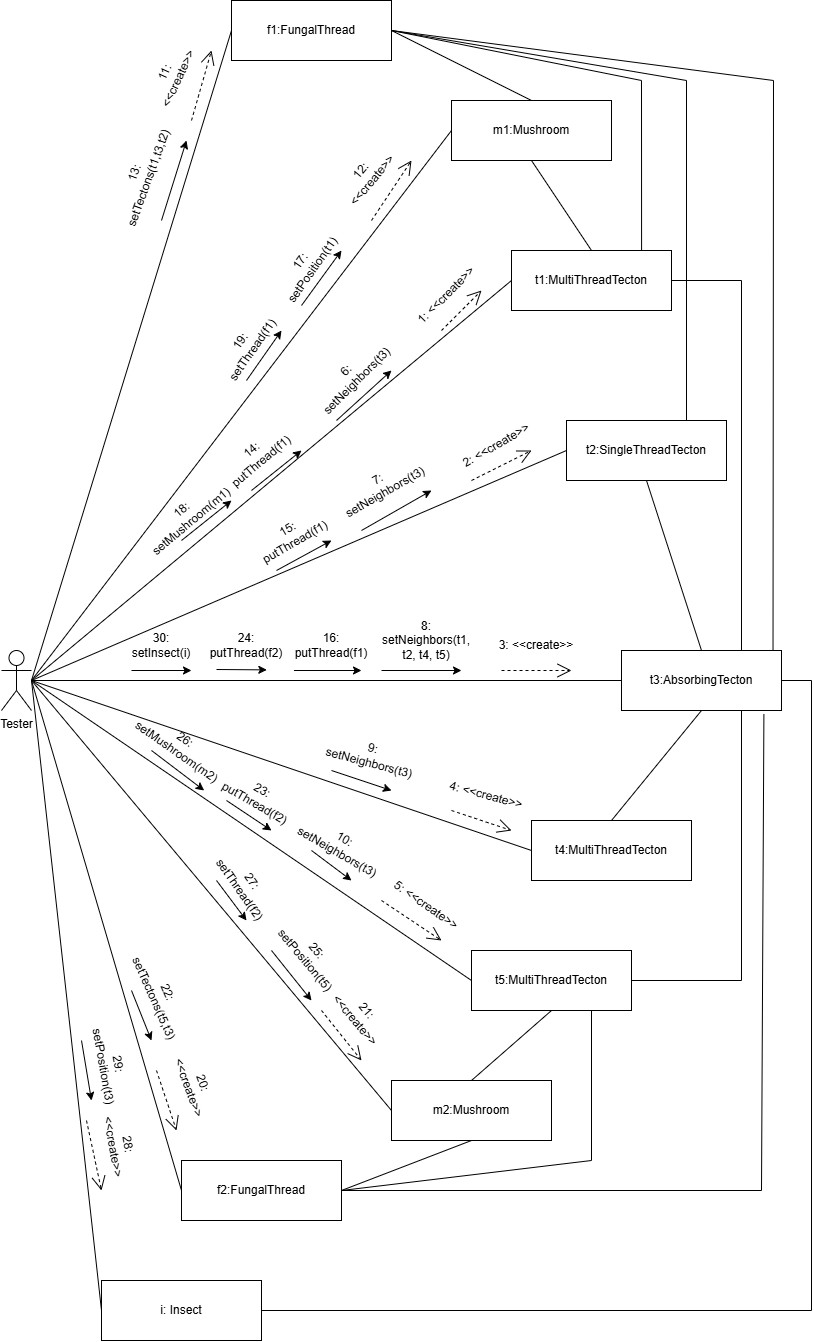 f1:FungalThread
11:
<<create>>
13:
setTectons(t1,t3,t2)
m1:Mushroom
12:
<<create>>
17:
setPosition(t1)
19:
setThread(f1)
t1:MultiThreadTecton
1: <<create>>
6:
setNeighbors(t3)
14:
putThread(f1)
18:
setMushroom(m1)
t2:SingleThreadTecton
2: <<create>>
7:
setNeighbors(t3)
15:
putThread(f1)
30:
setInsect(i)
24:
putThread(f2)
16:
putThread(f1)
8:
setNeighbors(t1,
t2, t4, t5)
3: <<create>>
t3:AbsorbingTecton
Tester
9:
setNeighbors(t3)
4: <<create>>
t4:MultiThreadTecton
26:
setMushroom(m2)
23:
putThread(f2)
10:
setNeighbors(t3)
5: <<create>>
t5:MultiThreadTecton
27:
setThread(f2)
25:
setPosition(t5)
21:
<<create>>
m2:Mushroom
22:
setTectons(t5,t3)
20:
<<create>>
f2:FungalThread
29:
setPosition(t3)
28:
<<create>>
i: Insect